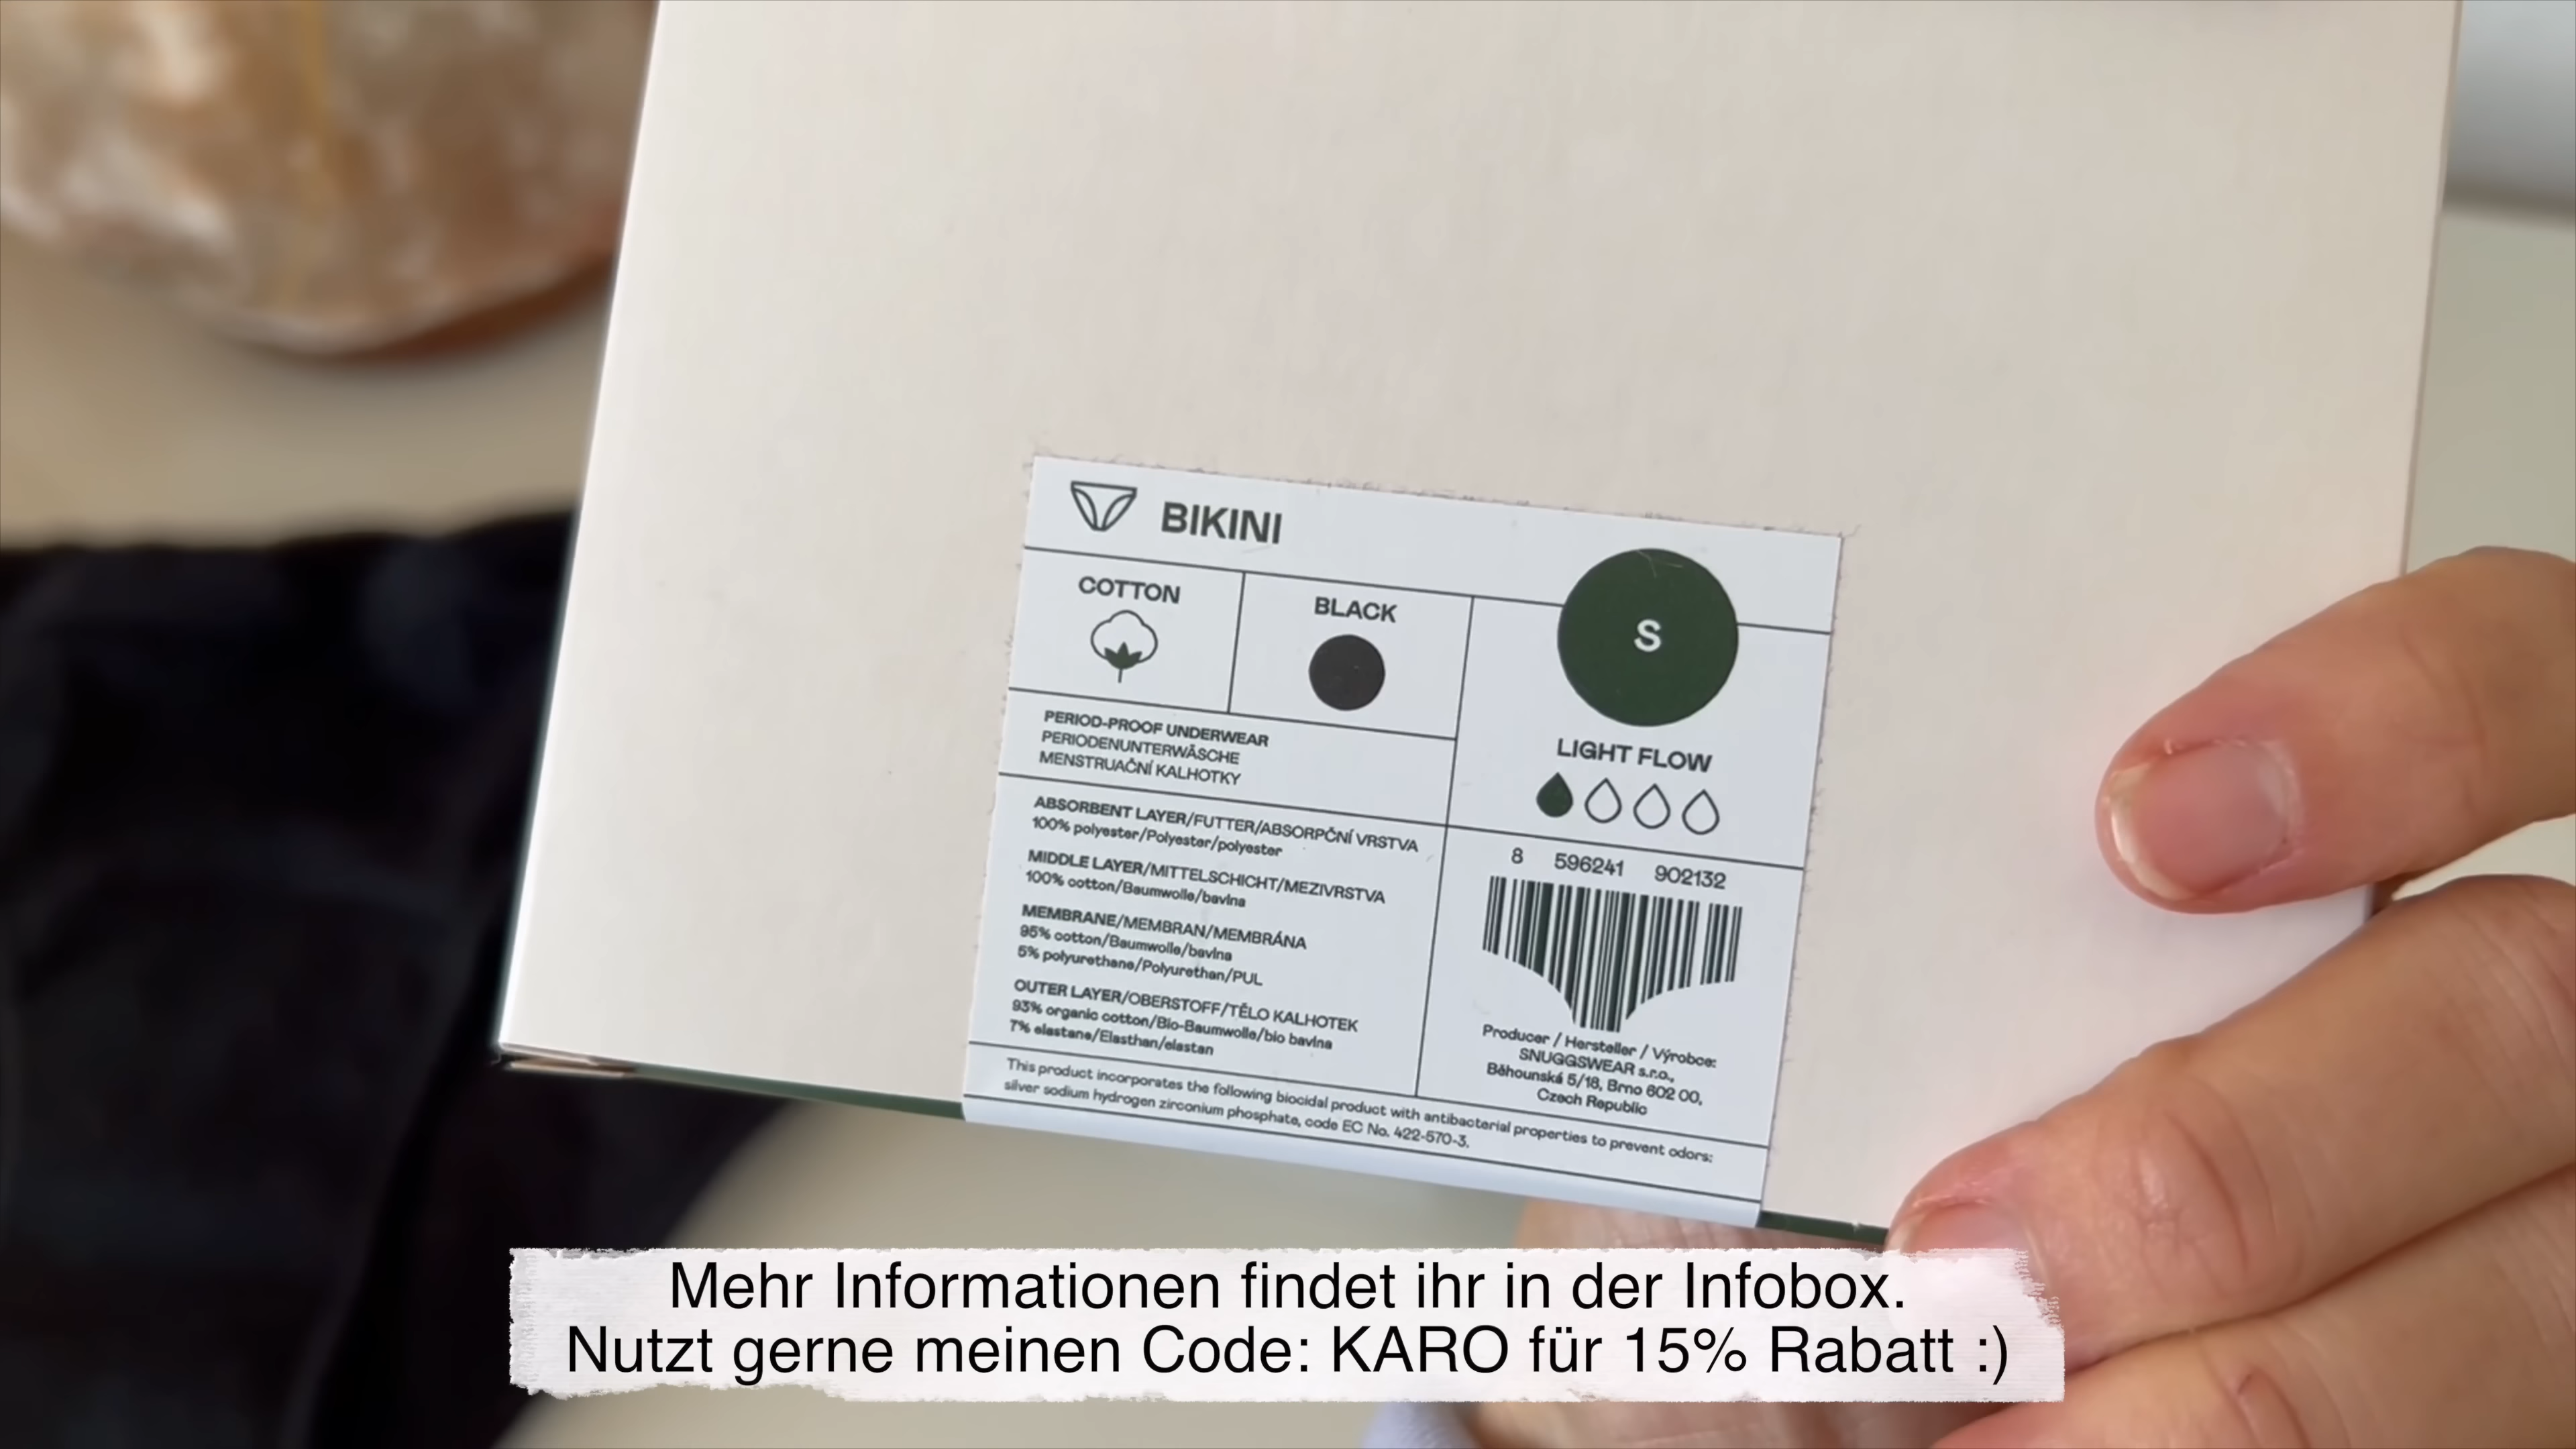 BIKINI
COTTON
BLACK
S
LIGHT FLOW
PERIOD-PROOF UNDERWEAR
PERIODENUNTERWÄSCHE
MENSTRUAČNÍ KALHOTKY
ABSORBENT LAYER/FUTTER/ABSORPČNÍ VRSTVA
100% polyester/Polyester/polyester
MIDDLE LAYER/MITTELSCHICHT/MEZIVRSTVA
100% cotton/Baumwolle/bavlna
MEMBRANE/MEMBRAN/MEMBRÁNA
95% cotton/Baumwolle/bavlna
5% polyurethane/Polyurethan/PUL
OUTER LAYER/OBERSTOFF/TĚLO KALHOTEK
93% organic cotton/Bio-Baumwolle/bio bavlna
7% elastane/Elasthan/elastan
8 596241 902132
Producer / Hersteller / Výrobce:
SNUGGSWEAR s.r.o.,
Běhounská 5/18, Brno 602 00,
Czech Republic
This product incorporates the following biocidal product with antibacterial properties to prevent odors:
silver sodium hydrogen zirconium phosphate, code EC No. 422-570-3.
Mehr Informationen findet ihr in der Infobox.
Nutzt gerne meinen Code: KARO für 15% Rabatt :)